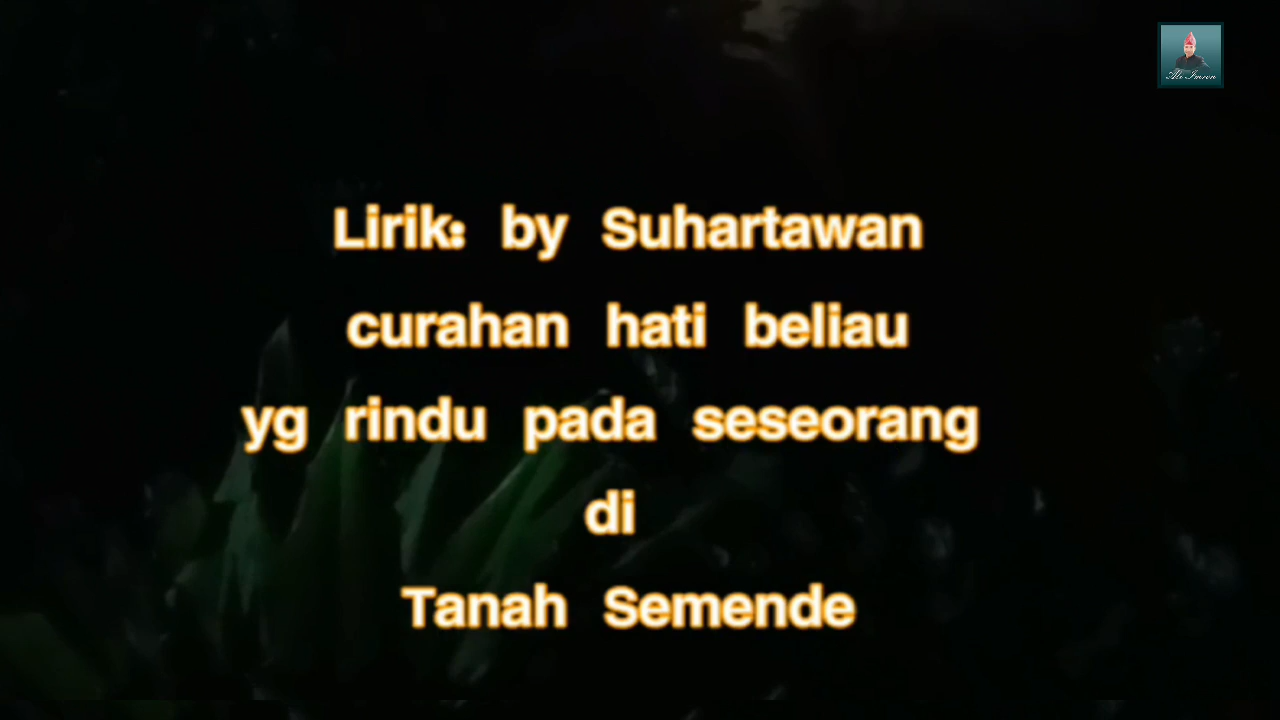 Lirik: by Suhartawan
curahan hati beliau
yg rindu pada seseorang
di
Tanah Semende